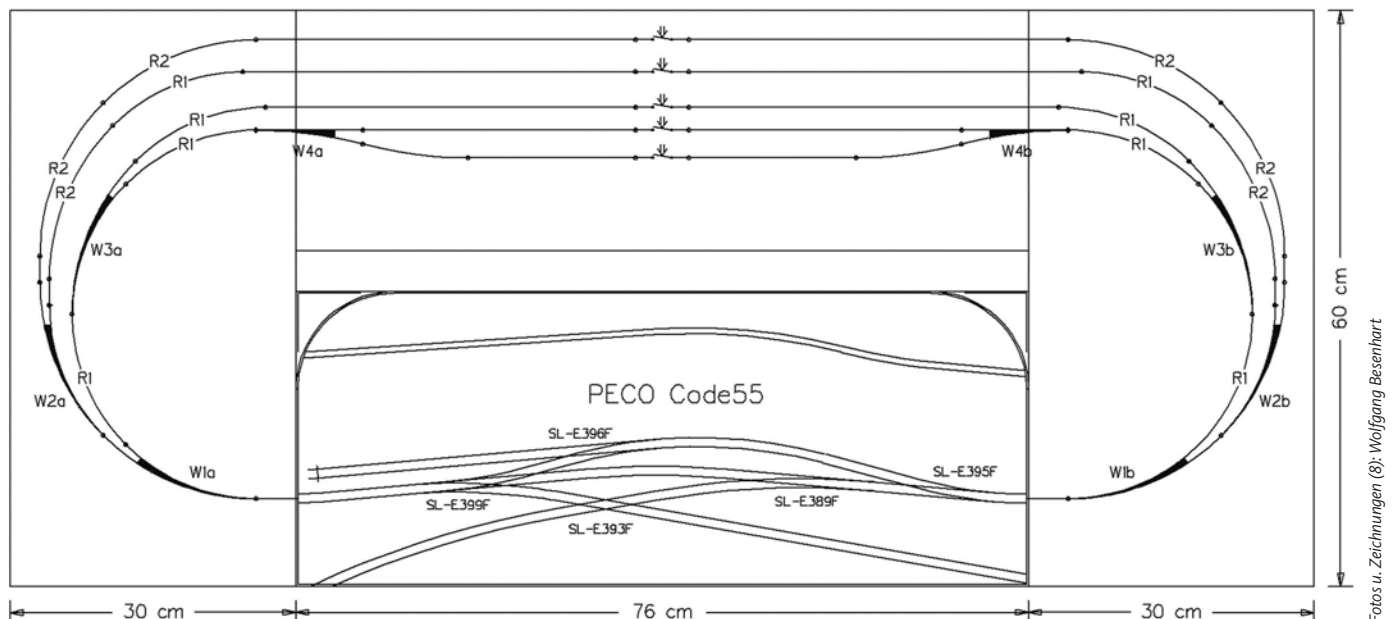 R2
R2
R1
R1
R1
R1
R1
R1
W4a
W4b
R2
R2
R2
R2
W3a
W3b
60 cm
R1
R1
PECO Code55
W2a
W2b
SL-E396F
SL-E395F
W1a
W1b
SL-E399F
SL-E389F
SL-E393F
30 cm
76 cm
30 cm
Fotos u. Zeichnungen (8): Wolfgang Besenhart